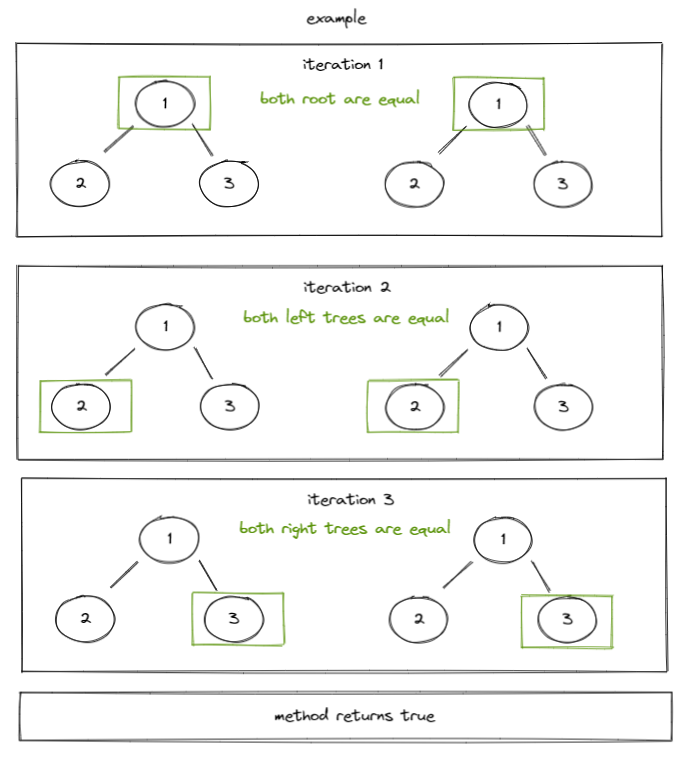 example
iteration 1
both root are equal
1
1
2
3
2
3
iteration 2
both left trees are equal
1
1
2
3
2
3
iteration 3
both right trees are equal
1
1
2
3
2
3
method returns true